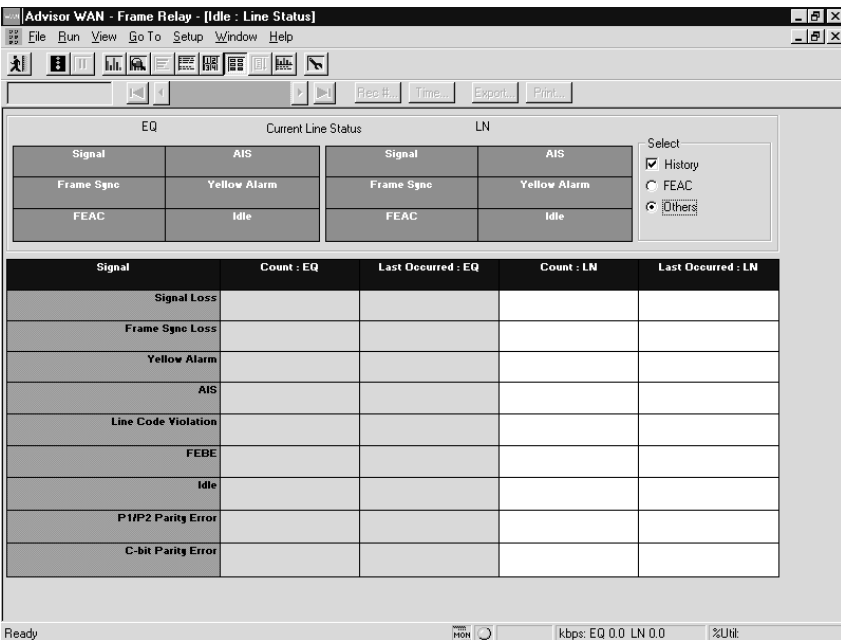 Advisor WAN - Frame Relay - [Idle : Line Status]
File Run View Go To Setup Window Help
Rec #... Time... Export... Print...
EQ Current Line Status LN
Signal AIS Signal AIS
Frame Sync Yellow Alarm Frame Sync Yellow Alarm
FEAC Idle FEAC Idle
Select
History
FEAC
Others
Signal Count : EQ Last Occurred : EQ Count : LN Last Occurred : LN
Signal Loss
Frame Sync Loss
Yellow Alarm
AIS
Line Code Violation
FEBE
Idle
P1/P2 Parity Error
C-bit Parity Error
Ready MON kbps: EQ 0.0 LN 0.0 %Util: